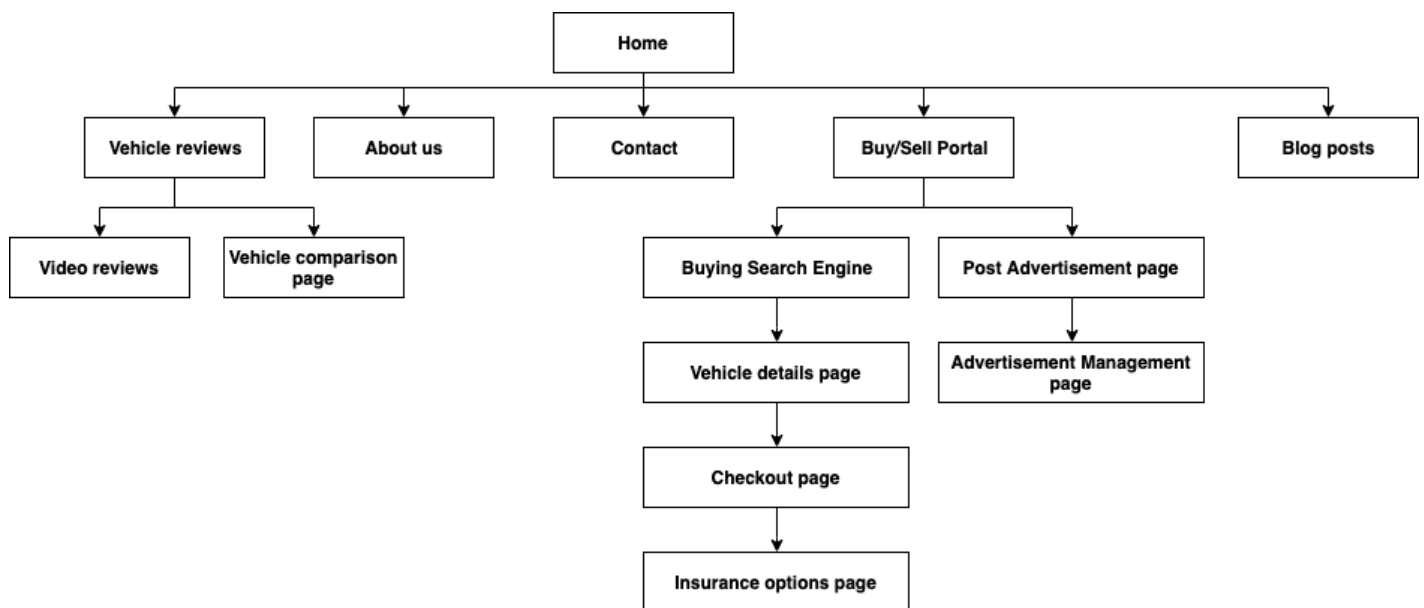 Home
Vehicle reviews
About us
Contact
Buy/Sell Portal
Blog posts
Video reviews
Vehicle comparison
page
Buying Search Engine
Post Advertisement page
Vehicle details page
Advertisement Management
page
Checkout page
Insurance options page